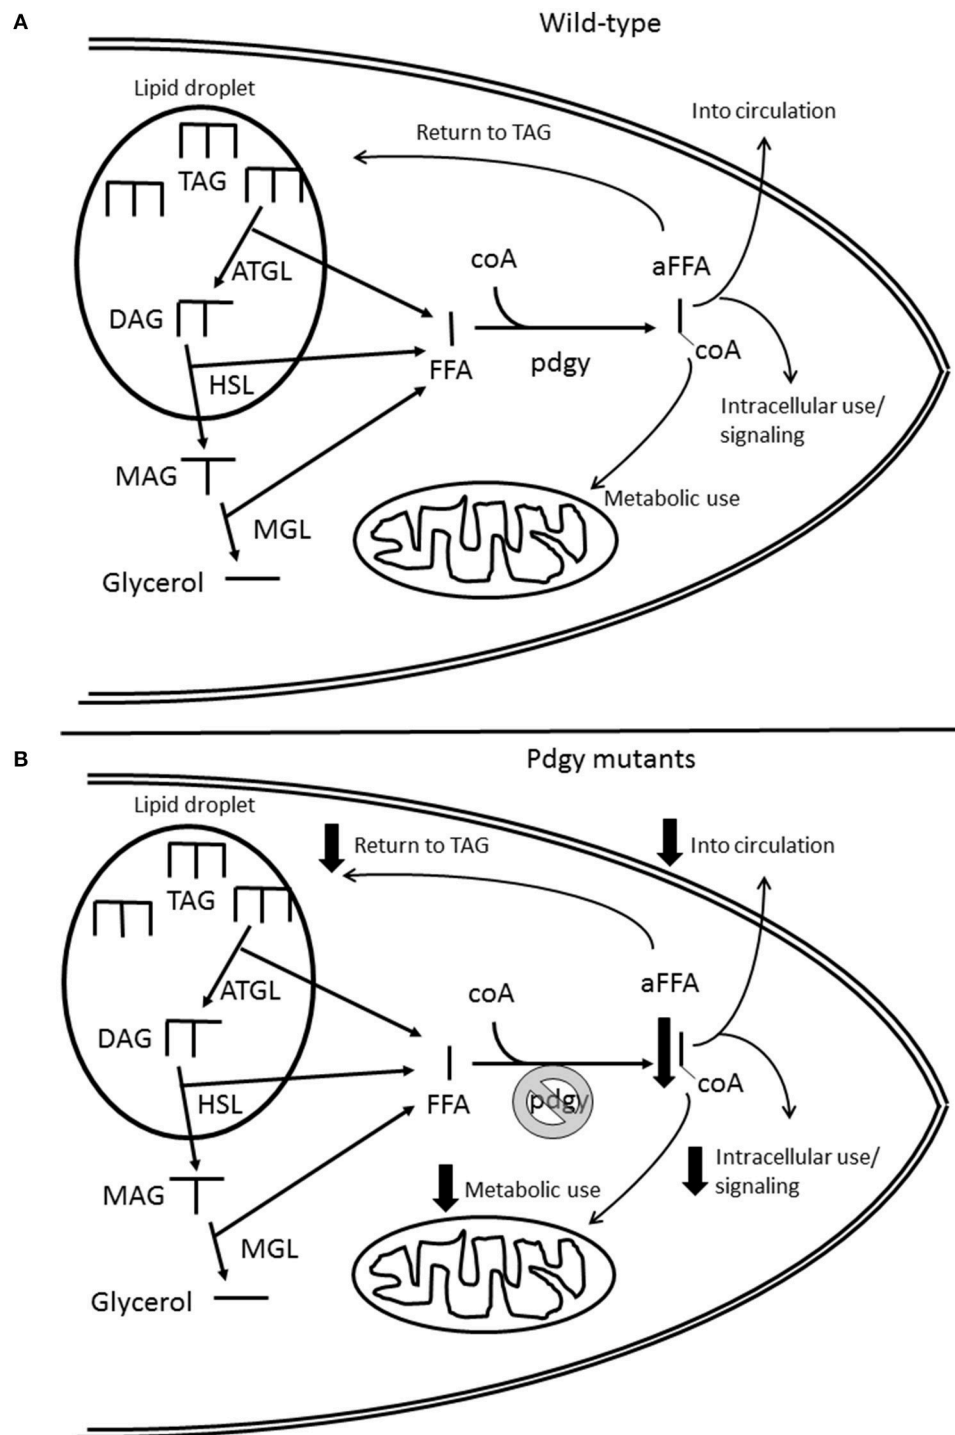 A
Wild-type
Lipid droplet
Into circulation
Return to TAG
TAG
coA
aFFA
ATGL
DAG
coA
pdgy
FFA
HSL
Intracellular use/
signaling
MAG
Metabolic use
MGL
Glycerol
B
Pdgy mutants
Lipid droplet
Return to TAG
Into circulation
TAG
aFFA
ATGL
coA
DAG
coA
pdgy
FFA
HSL
Intracellular use/
signaling
MAG
Metabolic use
MGL
Glycerol